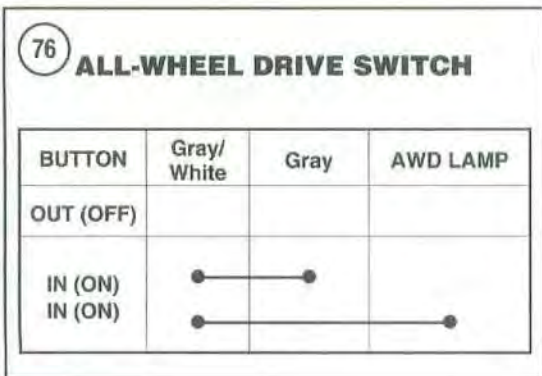 76
ALL-WHEEL DRIVE SWITCH
BUTTON Gray/ White Gray AWD LAMP
OUT (OFF)
IN (ON)
IN (ON)